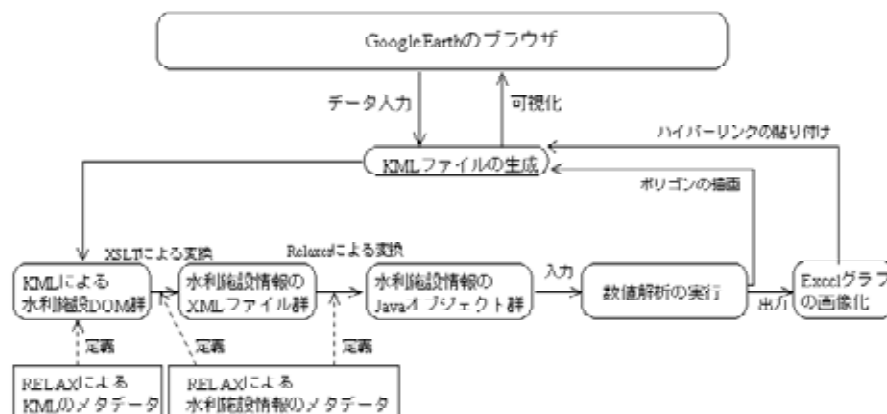 GoogleEarthのブラウザ
データ入力
可視化
ハイパーリンクの貼り付け
KMLファイルの生成
ポリゴンの描画
XSLTによる変換
Relaxerによる変換
KMLによる
水利施設DOM群
水利施設情報の
XMLファイル群
水利施設情報の
Javaオブジェクト群
入力
数値解析の実行
出力
Excelグラフ
の画像化
定義
定義
定義
RELAXによる
KMLのメタデータ
RELAXによる
水利施設情報のメタデータ